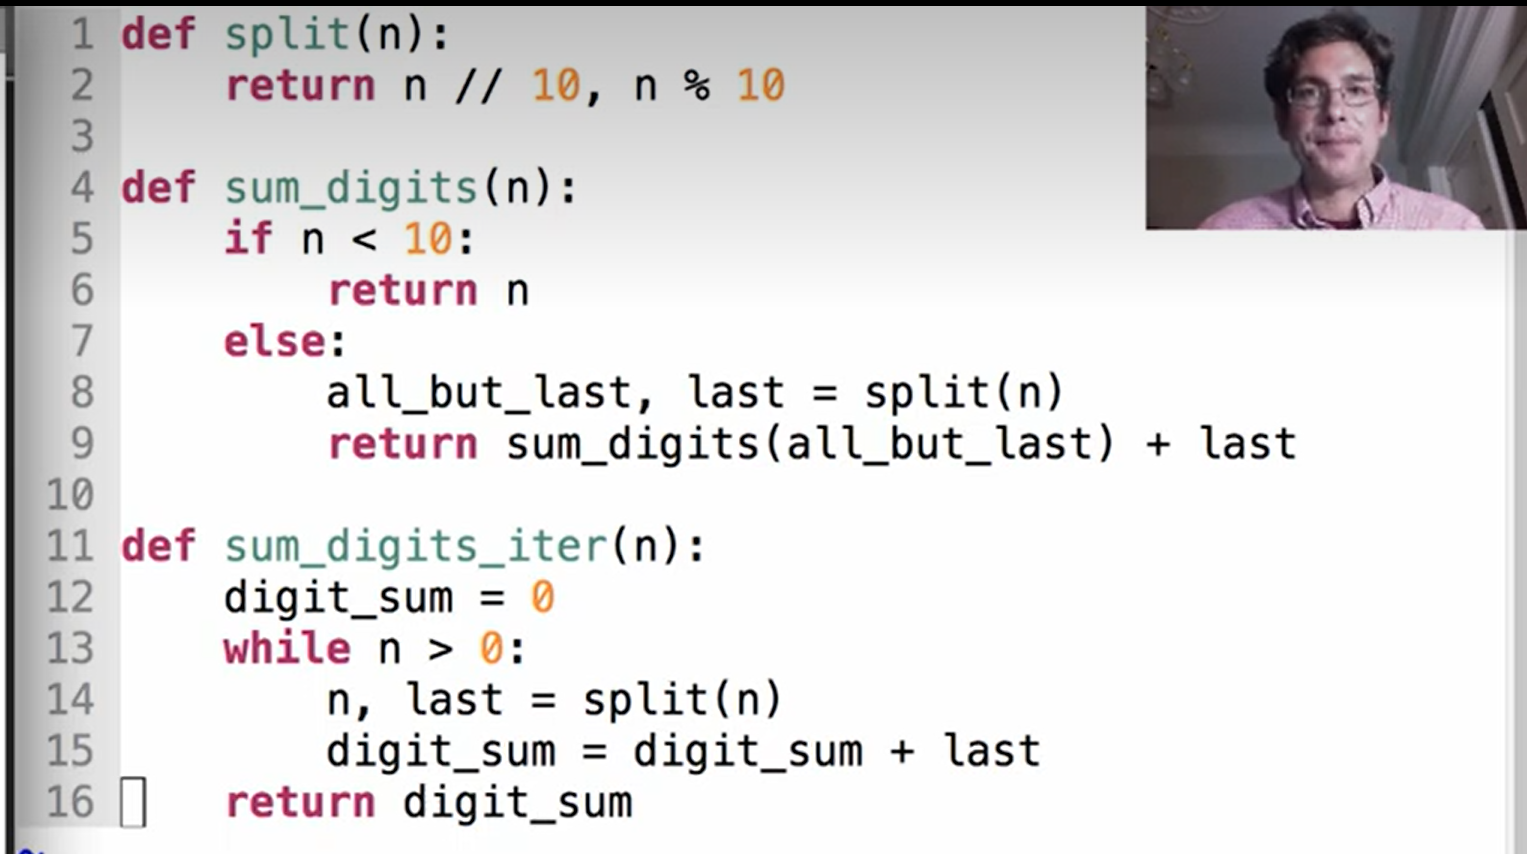 1 def split(n):
2     return n // 10, n % 10
3
4 def sum_digits(n):
5     if n < 10:
6         return n
7     else:
8         all_but_last, last = split(n)
9         return sum_digits(all_but_last) + last
10
11 def sum_digits_iter(n):
12     digit_sum = 0
13     while n > 0:
14         n, last = split(n)
15         digit_sum = digit_sum + last
16     return digit_sum